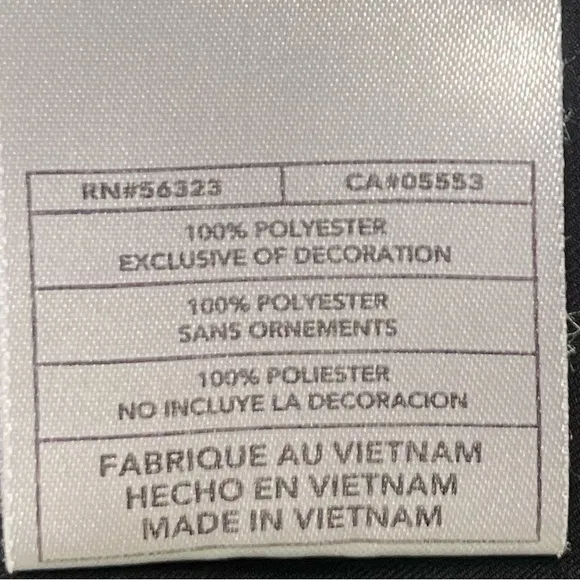 RN#56323 CA#05553
100% POLYESTER
EXCLUSIVE OF DECORATION
100% POLYESTER
SANS ORNEMENTS
100% POLIESTER
NO INCLUYE LA DECORACION
FABRIQUE AU VIETNAM
HECHO EN VIETNAM
MADE IN VIETNAM